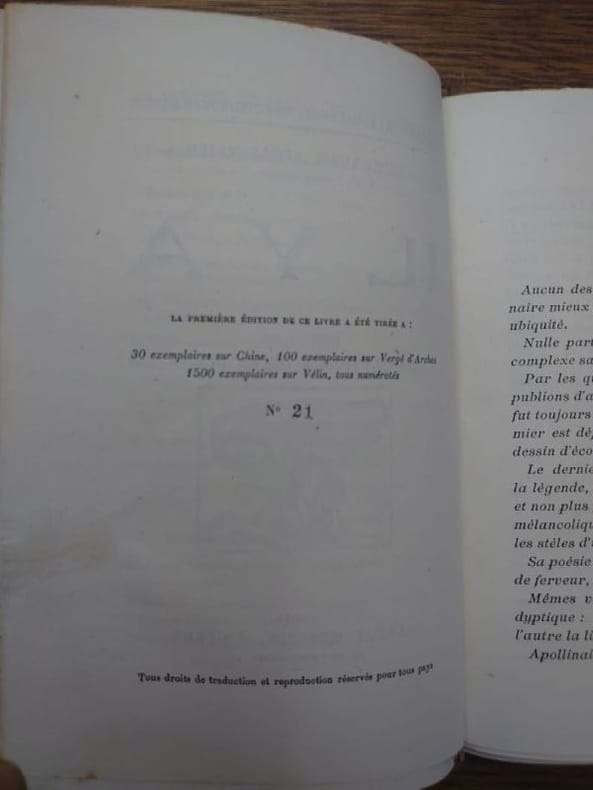 LA PREMIÈRE ÉDITION DE CE LIVRE A ÉTÉ TIRÉE A :
30 exemplaires sur Chine, 100 exemplaires sur Vergé d'Arches
1500 exemplaires sur Vélin, tous numérotés
N° 21
Tous droits de traduction et reproduction réservés pour tous pays
Aucun des
naire mieux
ubiquité.
Nulle part
complexe sa
Par les qu
publions d'a
fut toujours
mier est dé
dessin d'éco
Le dernie
la légende,
et non plus
mélancoliqu
les stèles d'
Sa poésie
de ferveur,
Mêmes v
dyptique :
l'autre la li
Apollinai